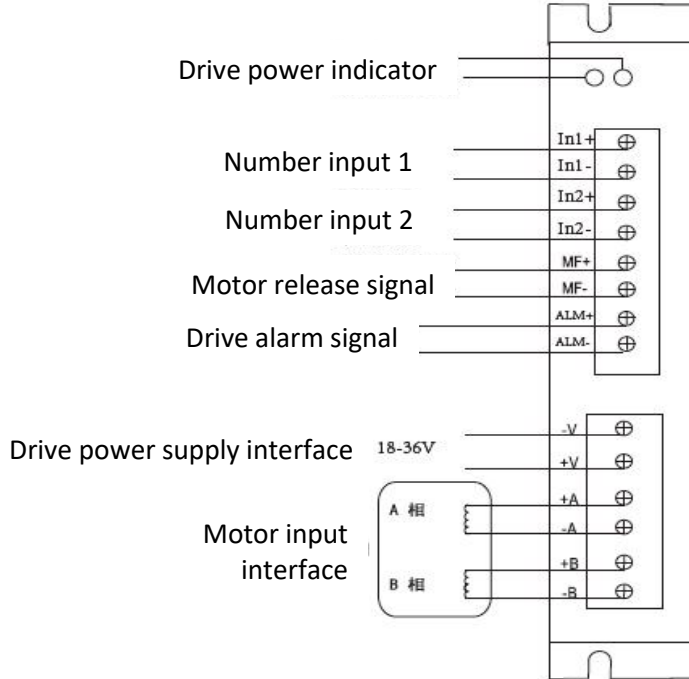 Drive power indicator
In1+
Number input 1
In1-
In2+
Number input 2
In2-
MF+
Motor release signal
MF-
ALM+
Drive alarm signal
ALM-
-V
Drive power supply interface 18-36V
+V
+A
A 相
-A
Motor input
interface
+B
B 相
-B